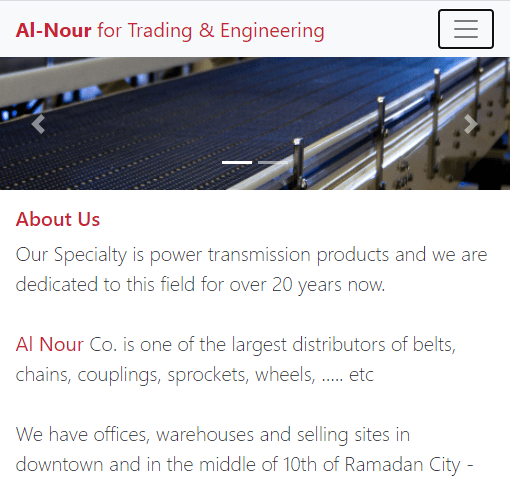 Al-Nour for Trading & Engineering
About Us
Our Specialty is power transmission products and we are
dedicated to this field for over 20 years now.
Al Nour Co. is one of the largest distributors of belts,
chains, couplings, sprockets, wheels, ..... etc
We have offices, warehouses and selling sites in
downtown and in the middle of 10th of Ramadan City -